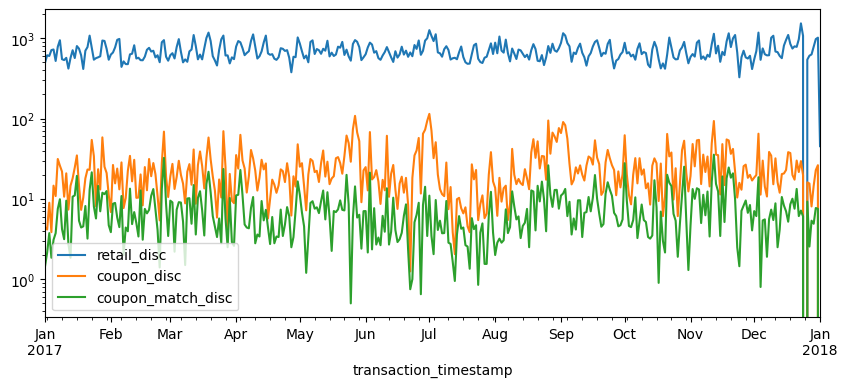 10³
10²
10¹
10⁰
retail_disc
coupon_disc
coupon_match_disc
Jan Feb Mar Apr May Jun Jul Aug Sep Oct Nov Dec Jan
2017 2018
transaction_timestamp